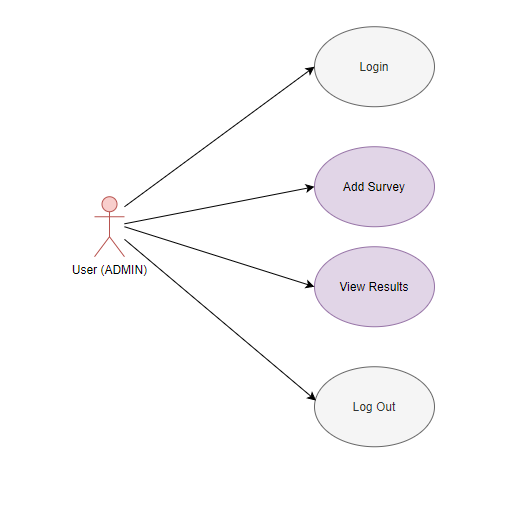 Login
Add Survey
User (ADMIN)
View Results
Log Out